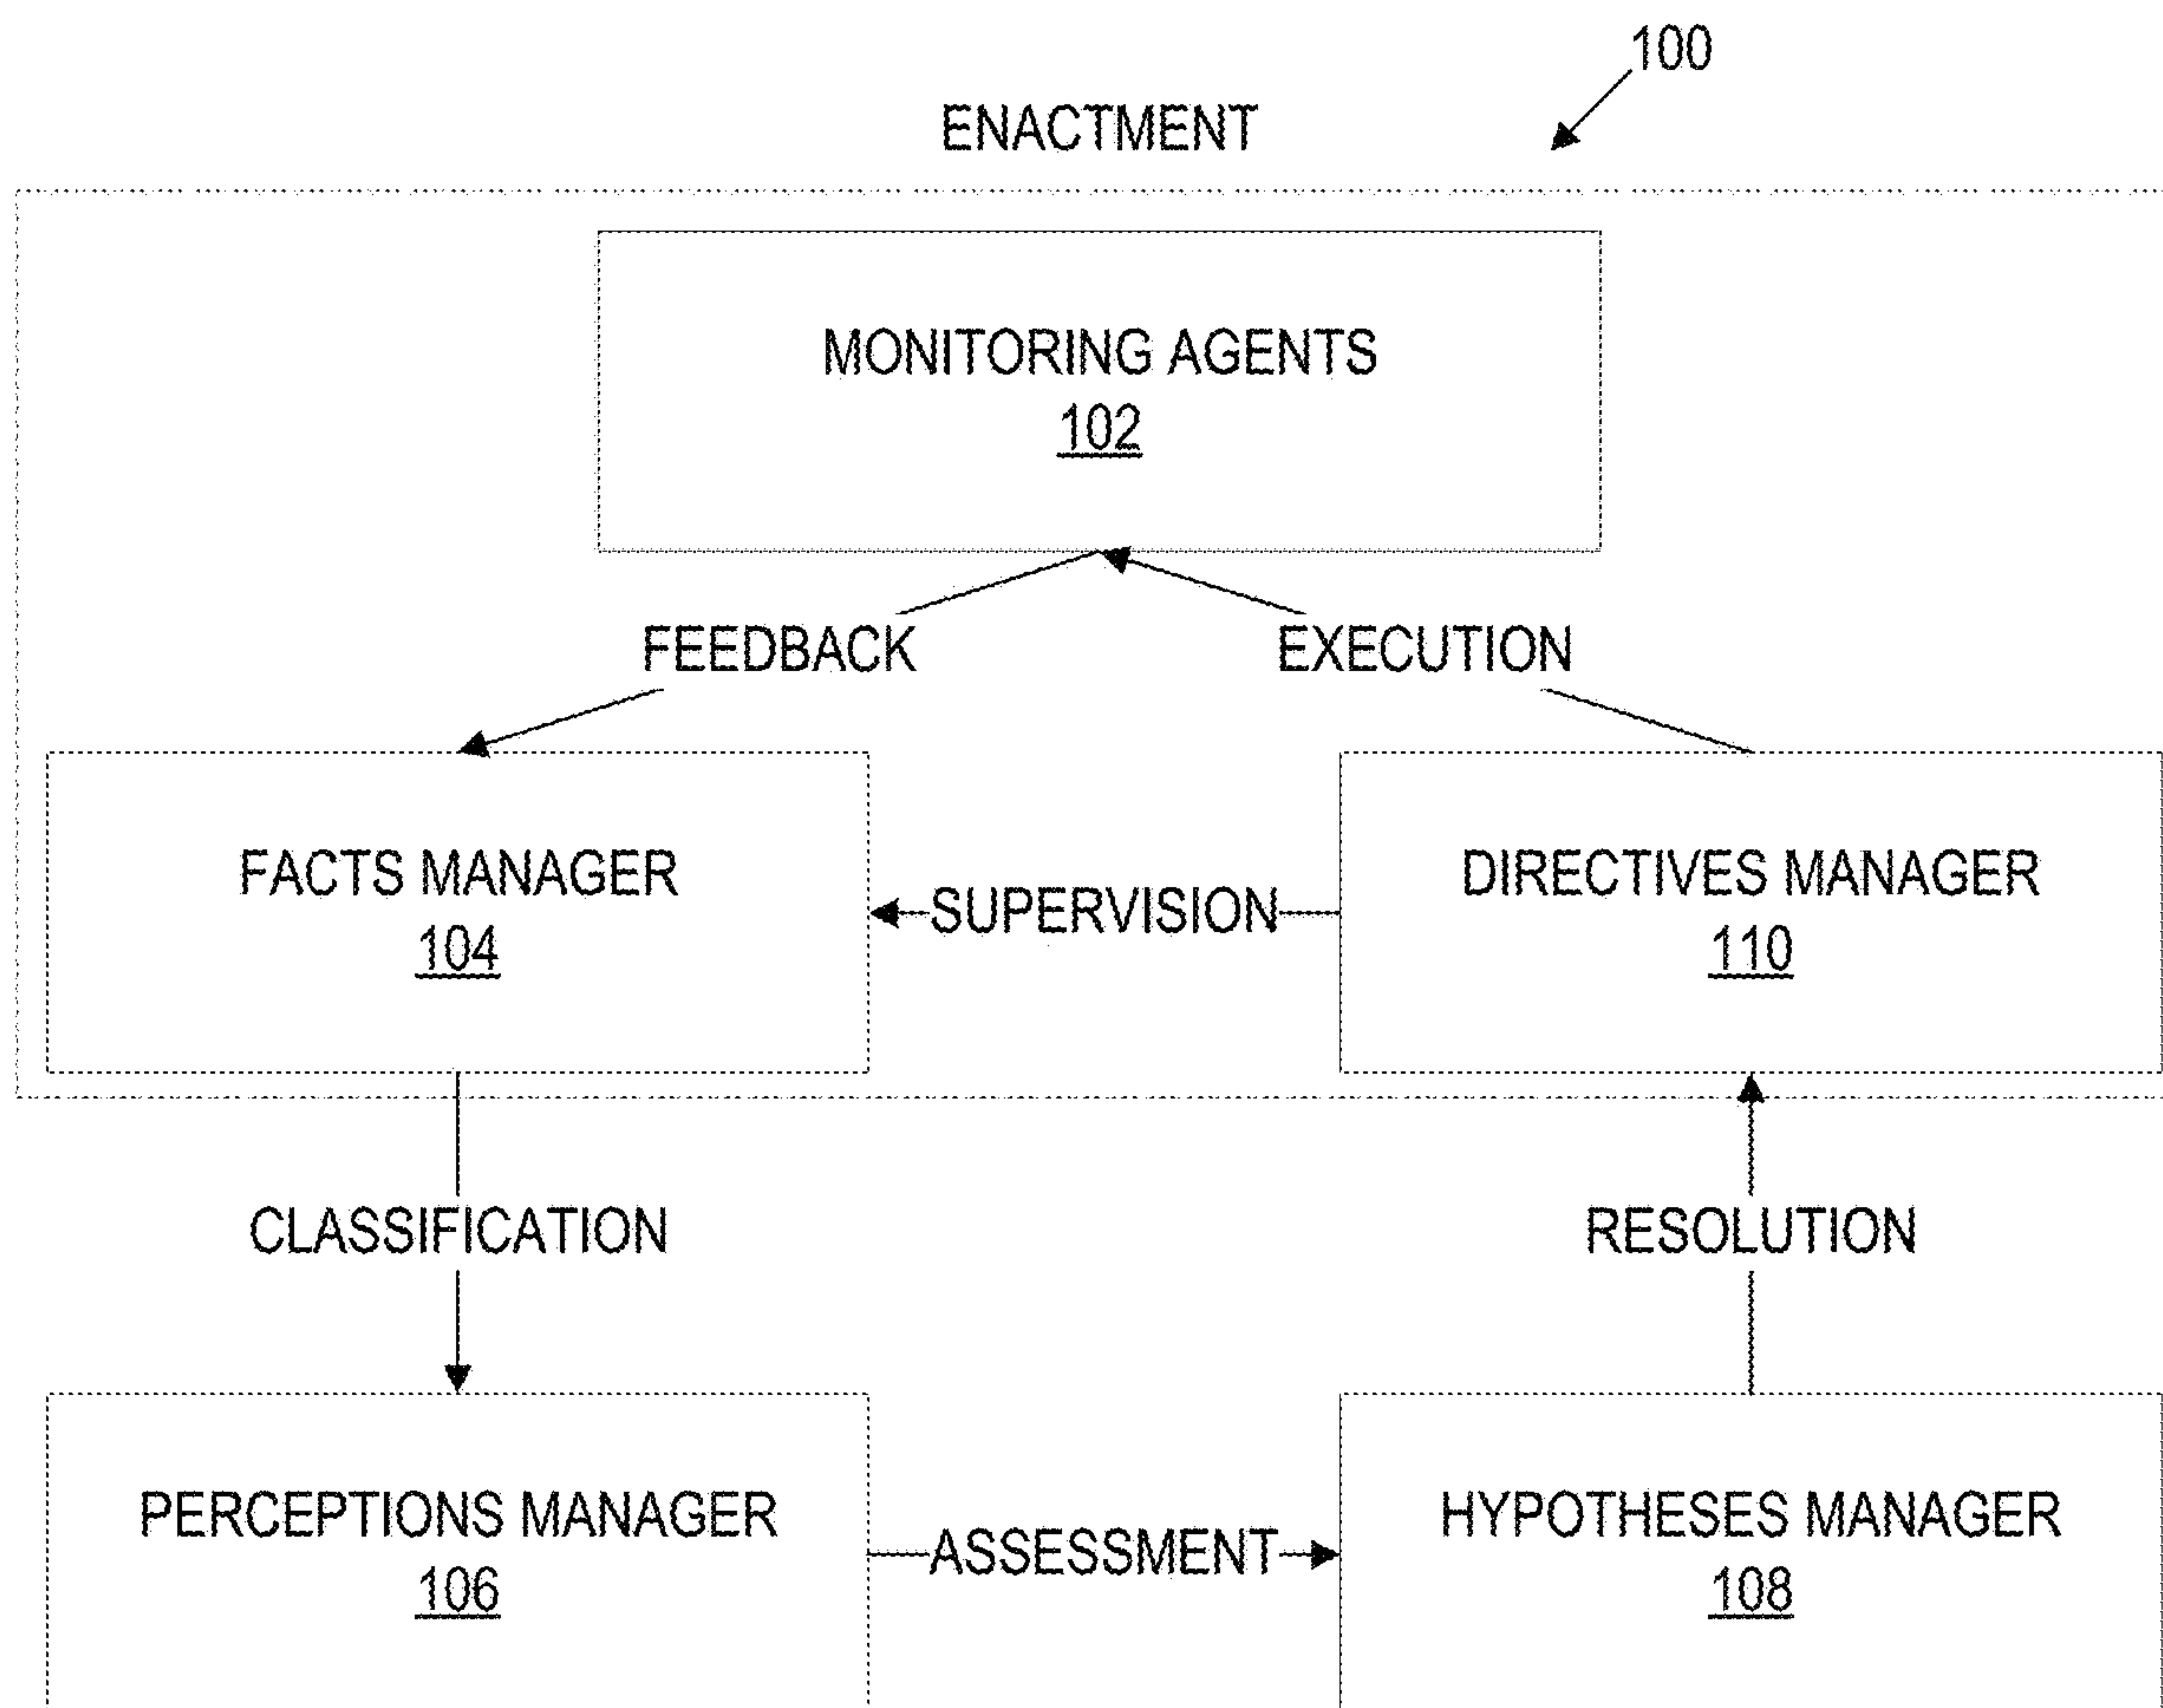 100
ENACTMENT
MONITORING AGENTS
102
FEEDBACK
EXECUTION
FACTS MANAGER
104
SUPERVISION
DIRECTIVES MANAGER
110
CLASSIFICATION
RESOLUTION
PERCEPTIONS MANAGER
106
ASSESSMENT
HYPOTHESES MANAGER
108